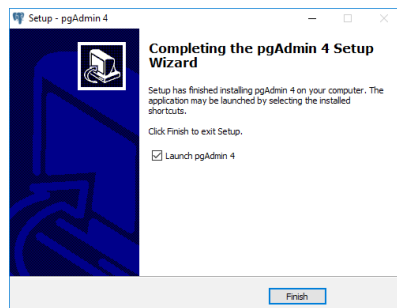 Setup - pgAdmin 4
Completing the pgAdmin 4 Setup
Wizard
Setup has finished installing pgAdmin 4 on your computer. The
application may be launched by selecting the installed
shortcuts.
Click Finish to exit Setup.
Launch pgAdmin 4
Finish